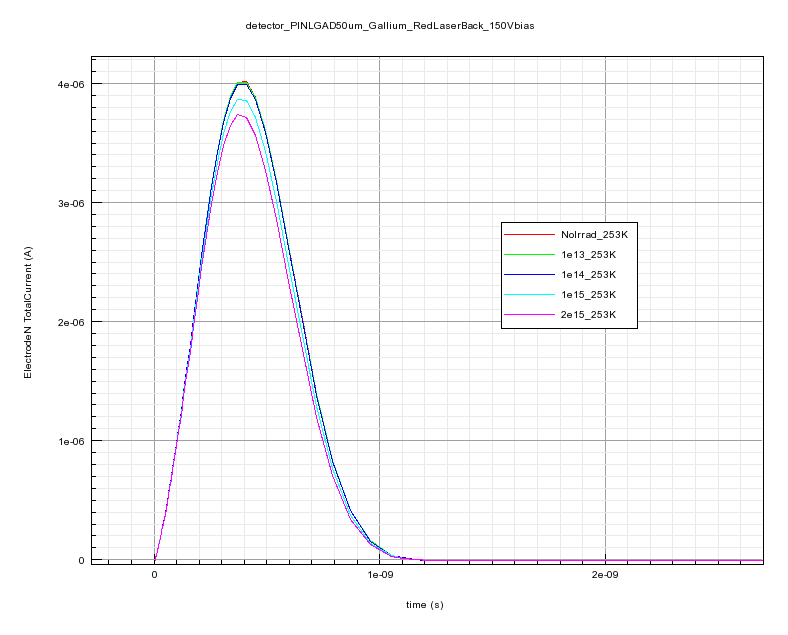 detector_PINLGAD50um_Gallium_RedLaserBack_150Vbias
4e-06
3e-06
2e-06
1e-06
0
ElectrodeN TotalCurrent (A)
NoIrrad_253K
1e13_253K
1e14_253K
1e15_253K
2e15_253K
0
1e-09
2e-09
time (s)